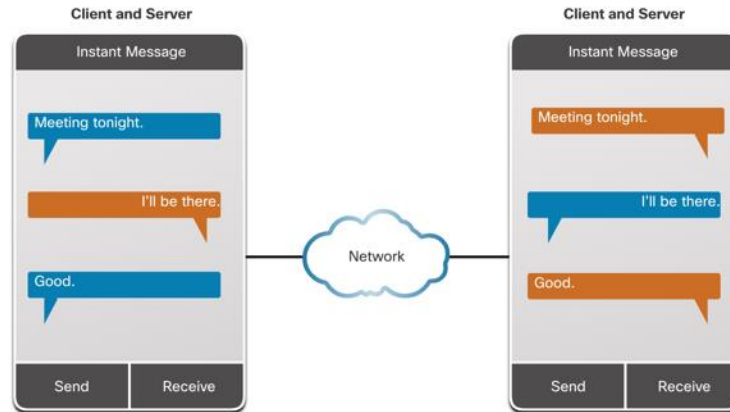 Client and Server
Instant Message
Meeting tonight.
I'll be there.
Good.
Send
Receive
Network
Client and Server
Instant Message
Meeting tonight.
I'll be there.
Good.
Send
Receive